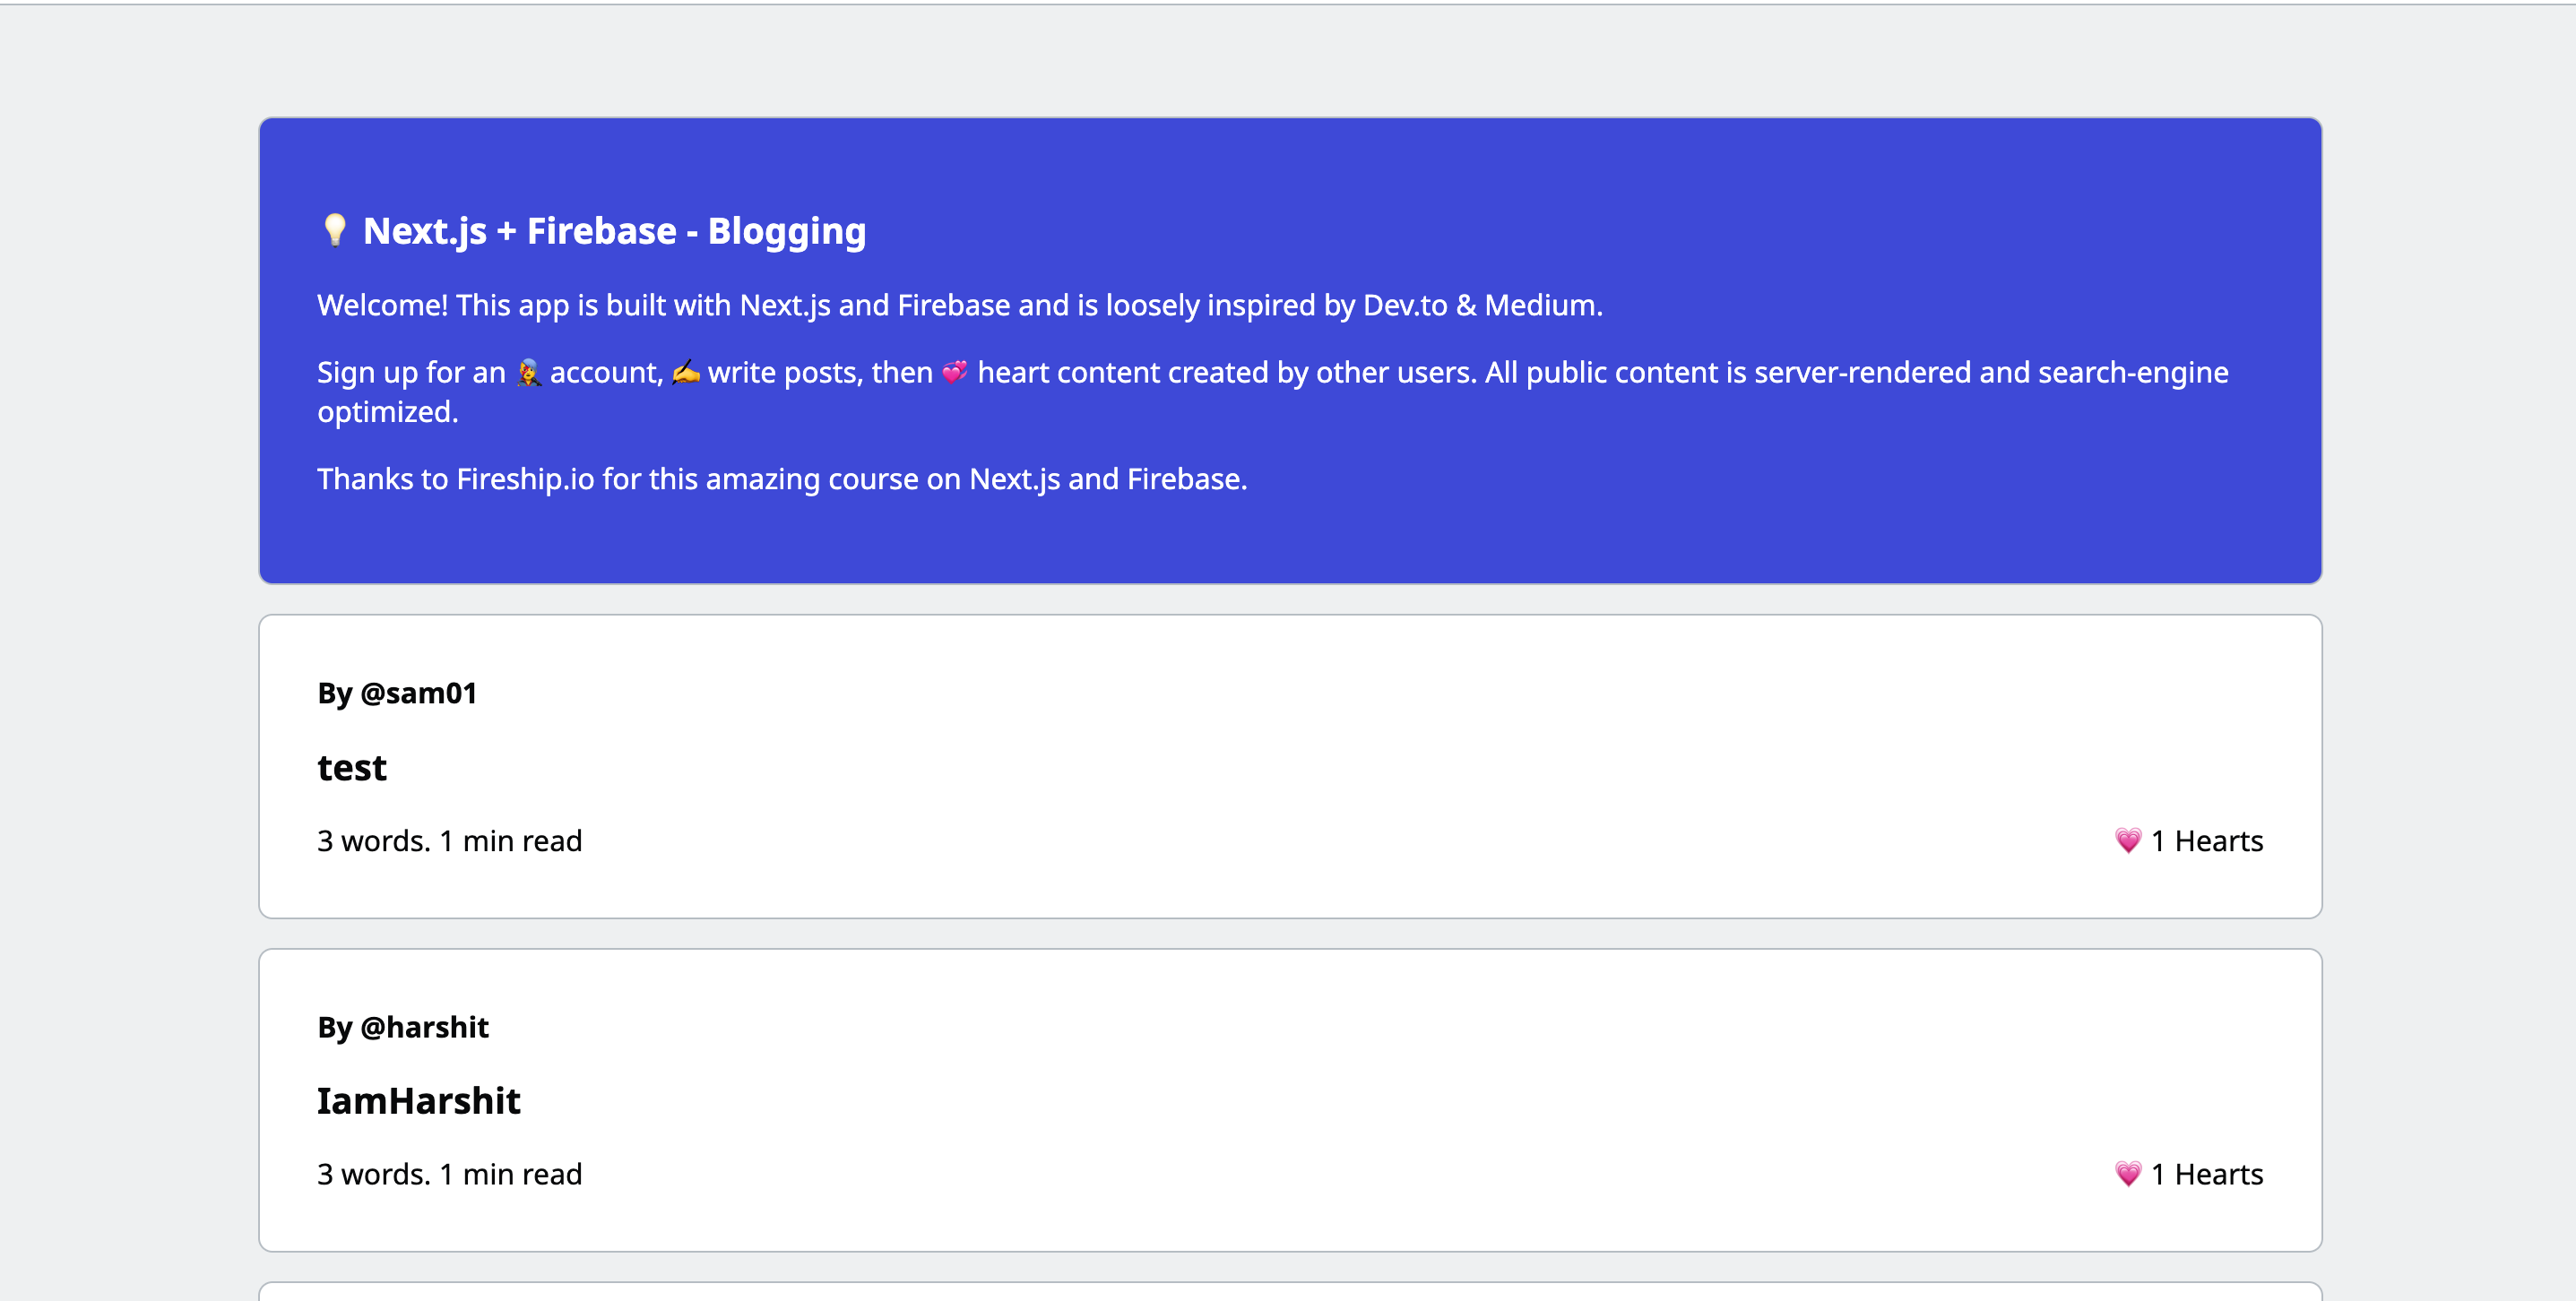 💡 Next.js + Firebase - Blogging
Welcome! This app is built with Next.js and Firebase and is loosely inspired by Dev.to & Medium.
Sign up for an 👨‍🎤 account, ✍️ write posts, then 💞 heart content created by other users. All public content is server-rendered and search-engine
optimized.
Thanks to Fireship.io for this amazing course on Next.js and Firebase.
By @sam01
test
3 words. 1 min read
💗 1 Hearts
By @harshit
IamHarshit
3 words. 1 min read
💗 1 Hearts